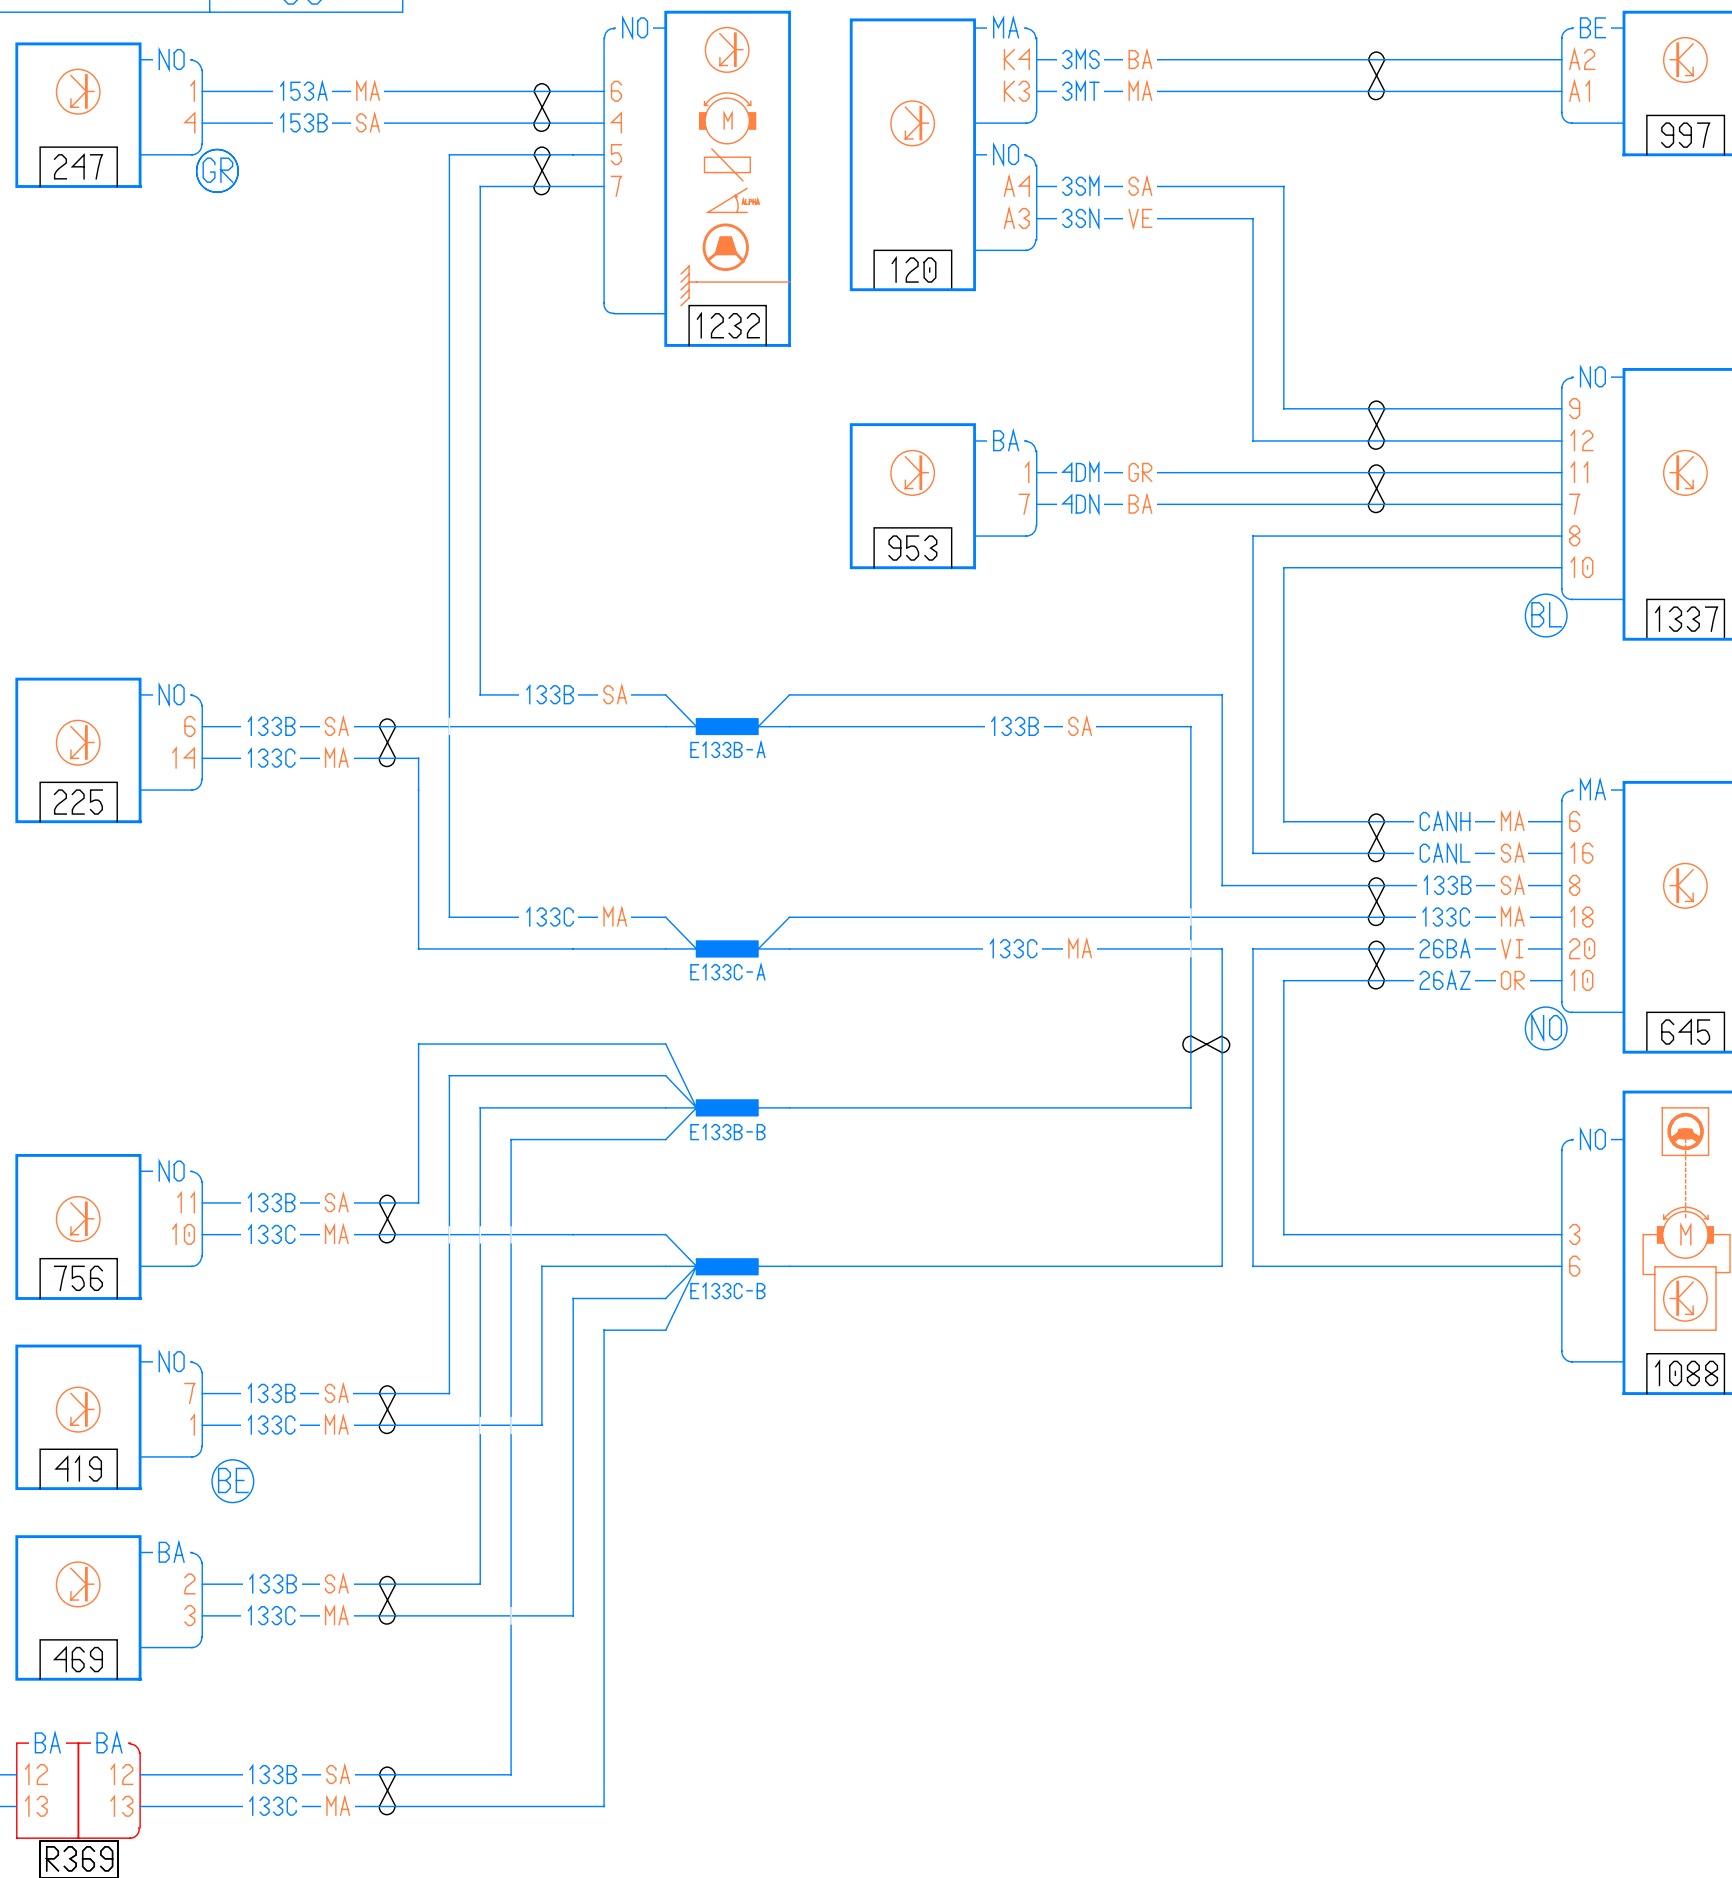 NO
1 153A MA 6
4 153B SA 4
5
7
247
GR
NO
M
ALPHA
1232
MA
K4 3MS BA A2
K3 3MT MA A1
BE
997
NO
A4 3SM SA
A3 3SN VE
120
NO
9
12
11
7
8
10
BL
1337
BA
1 4DM GR
7 4DN BA
953
NO
6 133B SA
14 133C MA
225
133B SA
E133B-A
133B SA
133C MA
E133C-A
133C MA
MA
CANH MA 6
CANL SA 16
133B SA 8
133C MA 18
26BA VI 20
26AZ OR 10
NO
645
E133B-B
E133C-B
NO
11 133B SA
10 133C MA
756
NO
3
6
M
1088
NO
7 133B SA
1 133C MA
419
BE
BA
2 133B SA
3 133C MA
469
BA BA
12 12 133B SA
13 13 133C MA
R369